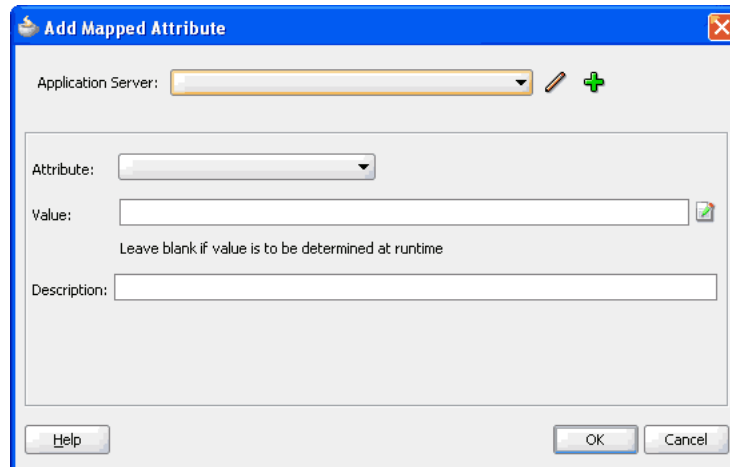 Add Mapped Attribute
Application Server:
Attribute:
Value:
Leave blank if value is to be determined at runtime
Description:
Help OK Cancel